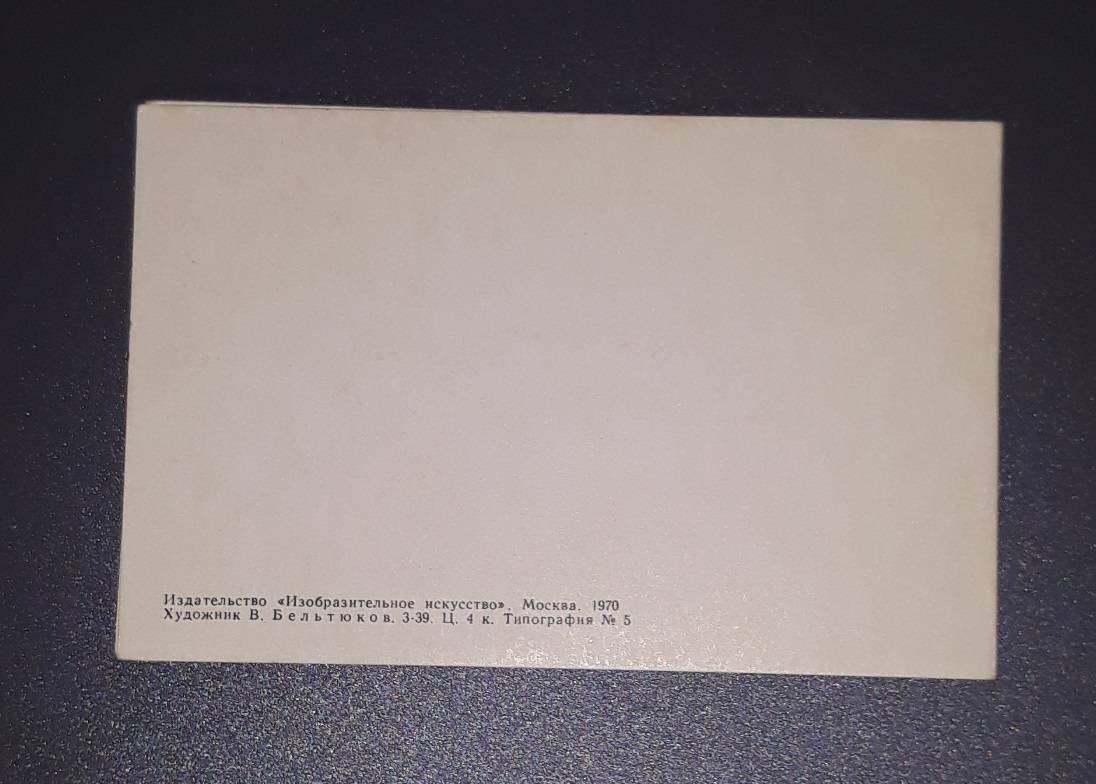 Издательство «Изобразительное искусство». Москва. 1970
Художник В. Бельтюков. 3-39. Ц. 4 к. Типография № 5